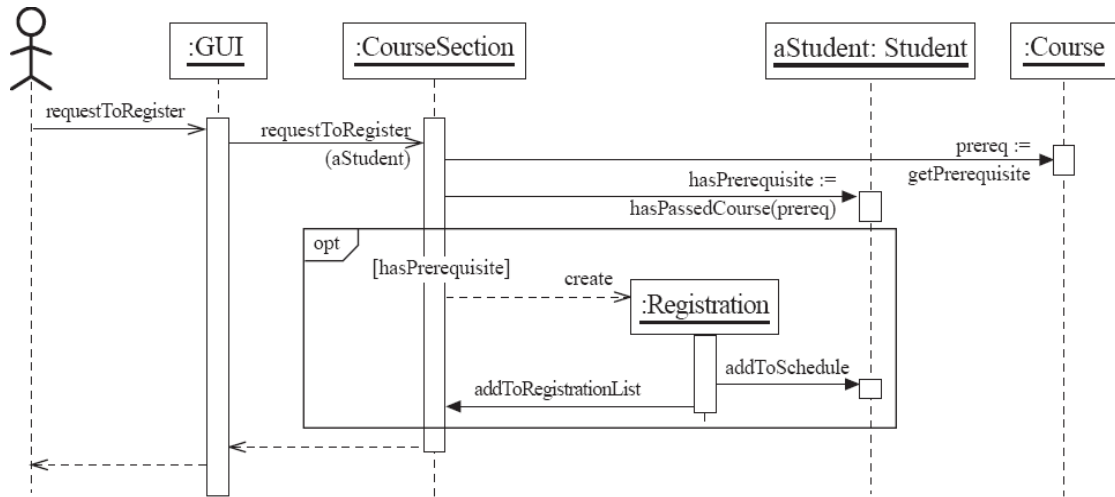 :GUI
:CourseSection
aStudent: Student
:Course
requestToRegister
requestToRegister
(aStudent)
prereq :=
getPrerequisite
hasPrerequisite :=
hasPassedCourse(prereq)
opt
[hasPrerequisite]
create
:Registration
addToSchedule
addToRegistrationList